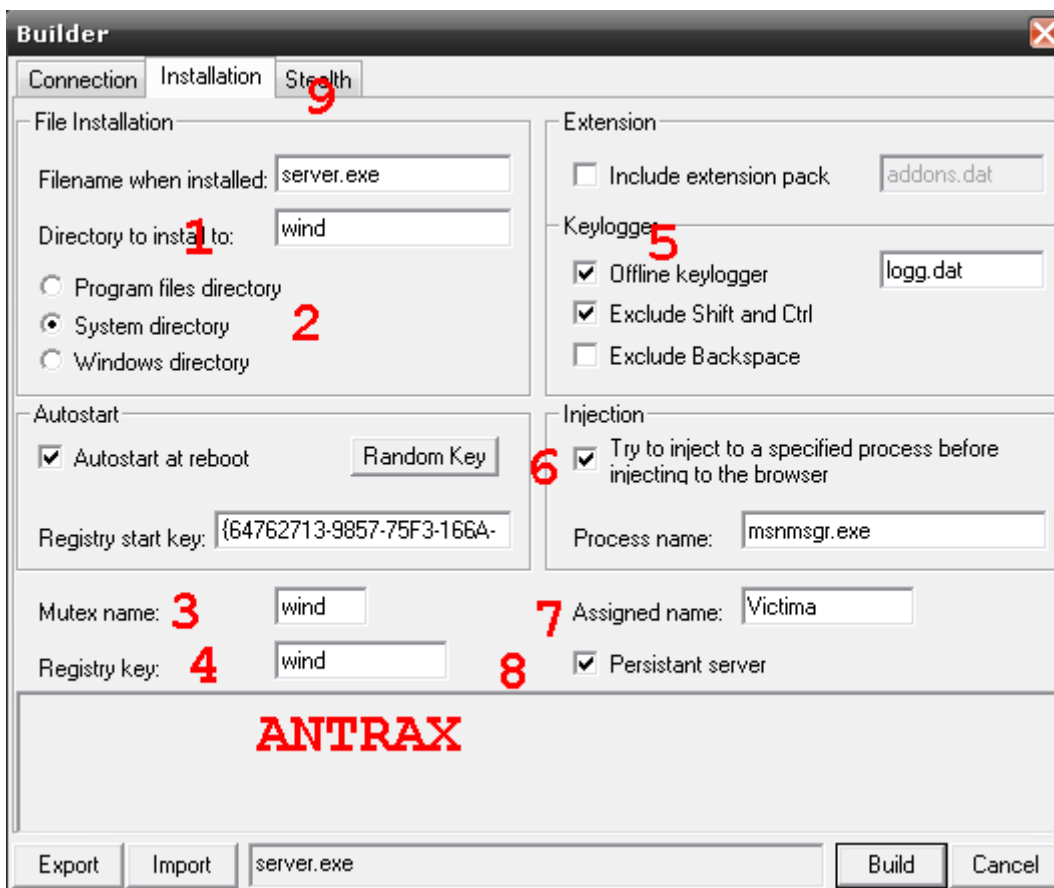 Builder
Connection Installation Stealth
9
File Installation
Filename when installed: server.exe
Directory to install to: wind
1
Program files directory
System directory
2
Windows directory
Extension
Include extension pack addons.dat
Keylogger
5
Offline keylogger logg.dat
Exclude Shift and Ctrl
Exclude Backspace
Autostart
Autostart at reboot Random Key
Registry start key: {64762713-9857-75F3-166A-
Injection
6
Try to inject to a specified process before
injecting to the browser
Process name: msnmsgr.exe
Mutex name: 3 wind
Registry key: 4 wind
7 Assigned name: Victima
8 Persistant server
ANTRAX
Export Import server.exe Build Cancel